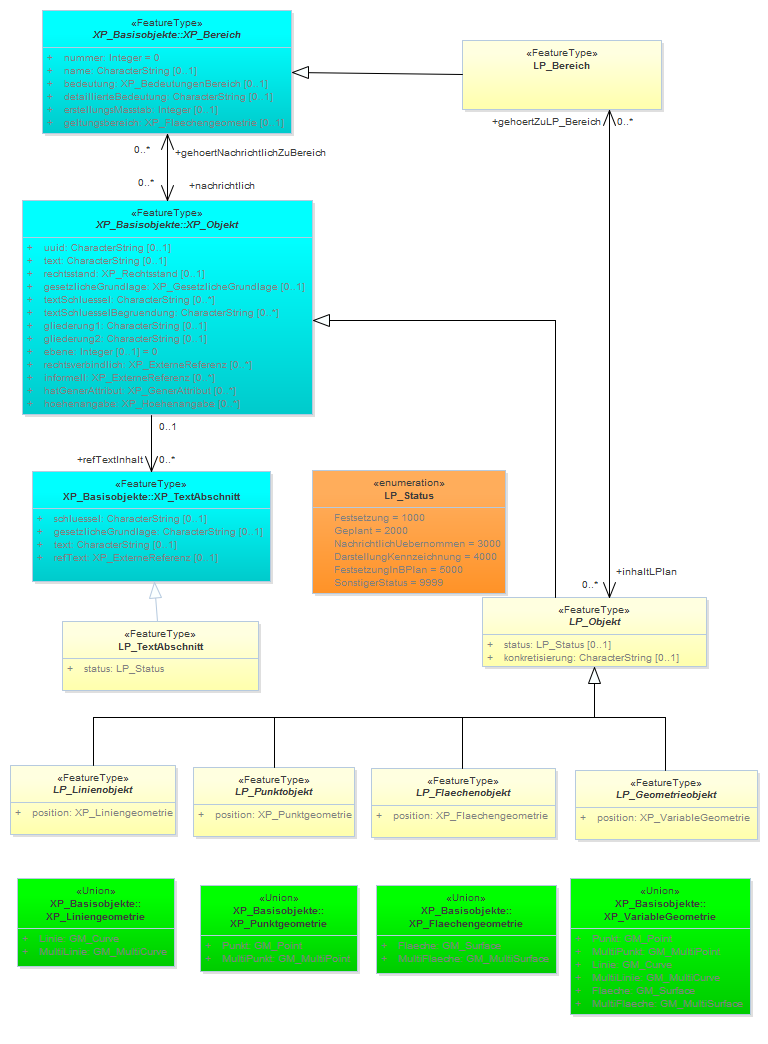 «FeatureType»
XP_Basisobjekte::XP_Bereich
+ nummer: Integer = 0
+ name: CharacterString [0..1]
+ bedeutung: XP_BedeutungenBereich [0..1]
+ detaillierteBedeutung: CharacterString [0..1]
+ erstellungsMasstab: Integer [0..1]
+ geltungsbereich: XP_Flaechengeometrie [0..1]
«FeatureType»
LP_Bereich
+gehoertZuLP_Bereich 0..*
0..* +gehoertNachrichtlichZuBereich
0..* +nachrichtlich
«FeatureType»
XP_Basisobjekte::XP_Objekt
+ uuid: CharacterString [0..1]
+ text: CharacterString [0..1]
+ rechtsstand: XP_Rechtsstand [0..1]
+ gesetzlicheGrundlage: XP_GesetzlicheGrundlage [0..1]
+ textSchluessel: CharacterString [0..*]
+ textSchluesselBegruendung: CharacterString [0..*]
+ gliederung1: CharacterString [0..1]
+ gliederung2: CharacterString [0..1]
+ ebene: Integer [0..1] = 0
+ rechtsverbindlich: XP_ExterneReferenz [0..*]
+ informell: XP_ExterneReferenz [0..*]
+ hatGenerAttribut: XP_GenerAttribut [0..*]
+ hoehenangabe: XP_Hoehenangabe [0..*]
0..1
+refTextInhalt 0..*
«FeatureType»
XP_Basisobjekte::XP_TextAbschnitt
+ schluessel: CharacterString [0..1]
+ gesetzlicheGrundlage: CharacterString [0..1]
+ text: CharacterString [0..1]
+ refText: XP_ExterneReferenz [0..1]
«enumeration»
LP_Status
Festsetzung = 1000
Geplant = 2000
NachrichtlichUebernommen = 3000
DarstellungKennzeichnung = 4000
FestsetzungInBPlan = 5000
SonstigerStatus = 9999
+inhaltLPlan
0..*
«FeatureType»
LP_Objekt
+ status: LP_Status [0..1]
+ konkretisierung: CharacterString [0..1]
«FeatureType»
LP_TextAbschnitt
+ status: LP_Status
«FeatureType»
LP_Linienobjekt
+ position: XP_Liniengeometrie
«FeatureType»
LP_Punktobjekt
+ position: XP_Punktgeometrie
«FeatureType»
LP_Flaechenobjekt
+ position: XP_Flaechengeometrie
«FeatureType»
LP_Geometrieobjekt
+ position: XP_VariableGeometrie
«Union»
XP_Basisobjekte::
XP_Liniengeometrie
+ Linie: GM_Curve
+ MultiLinie: GM_MultiCurve
«Union»
XP_Basisobjekte::
XP_Punktgeometrie
+ Punkt: GM_Point
+ MultiPunkt: GM_MultiPoint
«Union»
XP_Basisobjekte::
XP_Flaechengeometrie
+ Flaeche: GM_Surface
+ MultiFlaeche: GM_MultiSurface
«Union»
XP_Basisobjekte::
XP_VariableGeometrie
+ Punkt: GM_Point
+ MultiPunkt: GM_MultiPoint
+ Linie: GM_Curve
+ MultiLinie: GM_MultiCurve
+ Flaeche: GM_Surface
+ MultiFlaeche: GM_MultiSurface